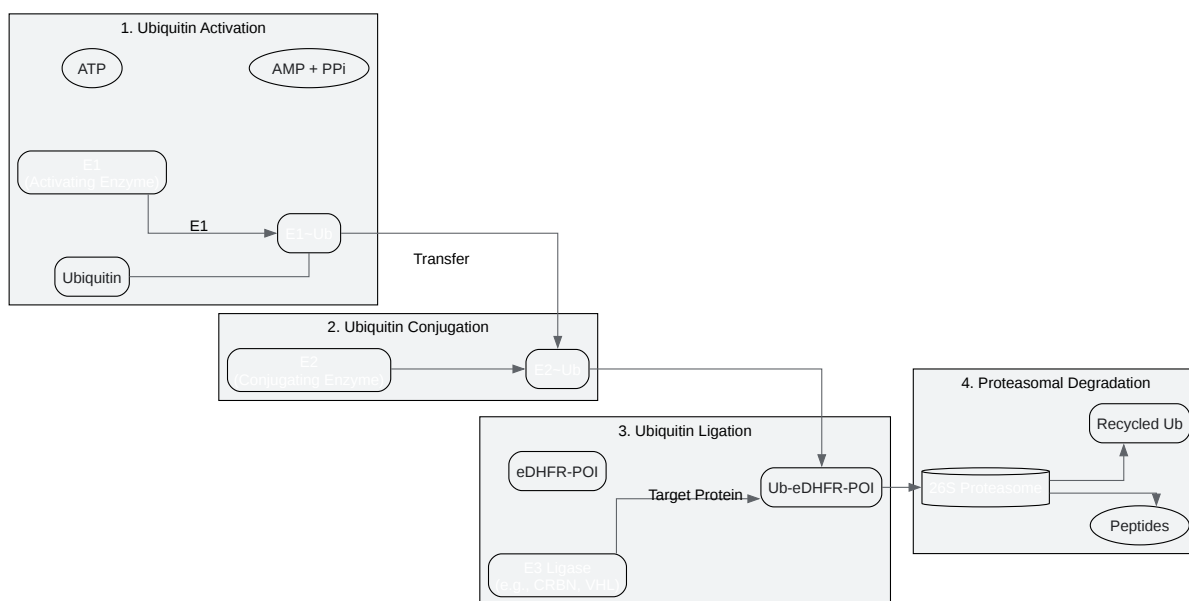 1. Ubiquitin Activation
ATP
AMP + PPi
E1
(Activating Enzyme)
E1
E1~Ub
Ubiquitin
Transfer
2. Ubiquitin Conjugation
E2
(Conjugating Enzyme)
E2~Ub
3. Ubiquitin Ligation
eDHFR-POI
Target Protein
Ub-eDHFR-POI
E3 Ligase
(e.g., CRBN, VHL)
4. Proteasomal Degradation
Recycled Ub
26S Proteasome
Peptides